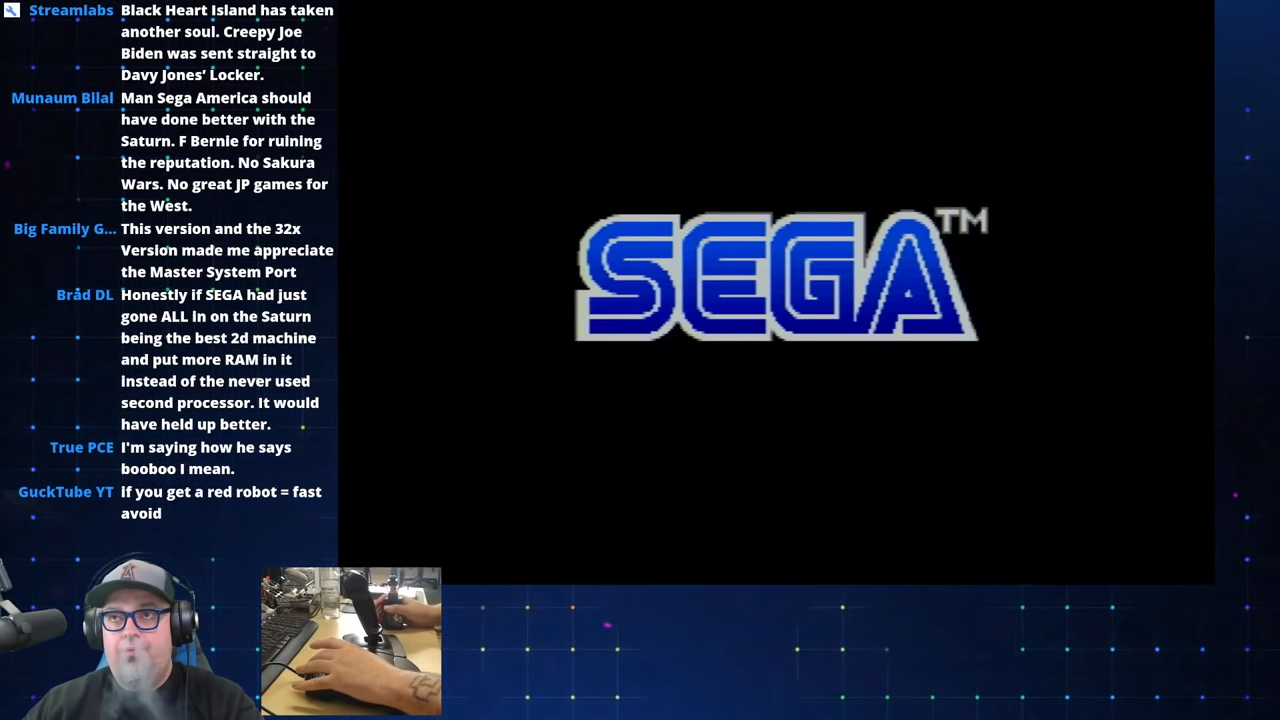 Streamlabs Black Heart Island has taken
another soul. Creepy Joe
Biden was sent straight to
Davy Jones’ Locker.
Munaum Bilal Man Sega America should
have done better with the
Saturn. F Bernie for ruining
the reputation. No Sakura
Wars. No great JP games for
the West.
Big Family G... This version and the 32x
Version made me appreciate
the Master System Port
Brad DL Honestly if SEGA had just
gone ALL In on the Saturn
being the best 2d machine
and put more RAM in it
instead of the never used
second processor. It would
have held up better.
True PCE I'm saying how he says
booboo I mean.
GuckTube YT if you get a red robot = fast
avoid
SEGA TM